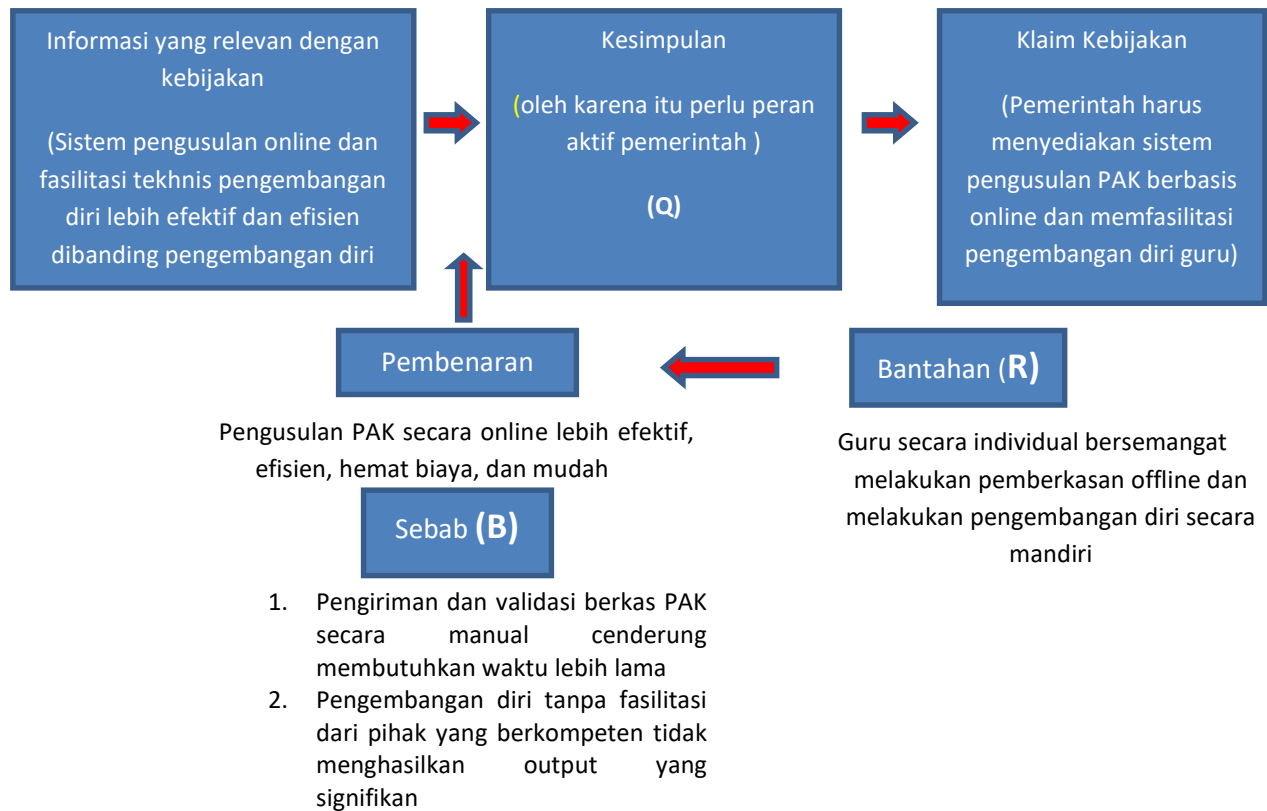 Informasi yang relevan dengan
kebijakan
(Sistem pengusulan online dan
fasilitasi tekhnis pengembangan
diri lebih efektif dan efisien
dibanding pengembangan diri
Kesimpulan
(oleh karena itu perlu peran
aktif pemerintah )
(Q)
Klaim Kebijakan
(Pemerintah harus
menyediakan sistem
pengusulan PAK berbasis
online dan memfasilitasi
pengembangan diri guru)
Pembenaran
Bantahan (R)
Pengusulan PAK secara online lebih efektif,
efisien, hemat biaya, dan mudah
Guru secara individual bersemangat
melakukan pemberkasan offline dan
melakukan pengembangan diri secara
mandiri
Sebab (B)
1. Pengiriman dan validasi berkas PAK
secara manual cenderung
membutuhkan waktu lebih lama
2. Pengembangan diri tanpa fasilitasi
dari pihak yang berkompeten tidak
menghasilkan output yang
signifikan